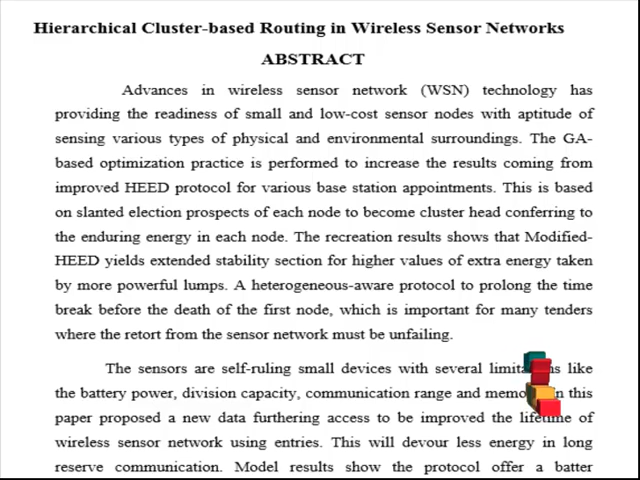 Hierarchical Cluster-based Routing in Wireless Sensor Networks
ABSTRACT
Advances in wireless sensor network (WSN) technology has
providing the readiness of small and low-cost sensor nodes with aptitude of
sensing various types of physical and environmental surroundings. The GA-
based optimization practice is performed to increase the results coming from
improved HEED protocol for various base station appointments. This is based
on slanted election prospects of each node to become cluster head conferring to
the enduring energy in each node. The recreation results shows that Modified-
HEED yields extended stability section for higher values of extra energy taken
by more powerful lumps. A heterogeneous-aware protocol to prolong the time
break before the death of the first node, which is important for many tenders
where the retort from the sensor network must be unfailing.
The sensors are self-ruling small devices with several like
the battery power, division capacity, communication range and this
paper proposed a new data furthering access to be improved the lifetime of
wireless sensor network using entries. This will devour less energy in long
reserve communication. Model results show the protocol offer a batter